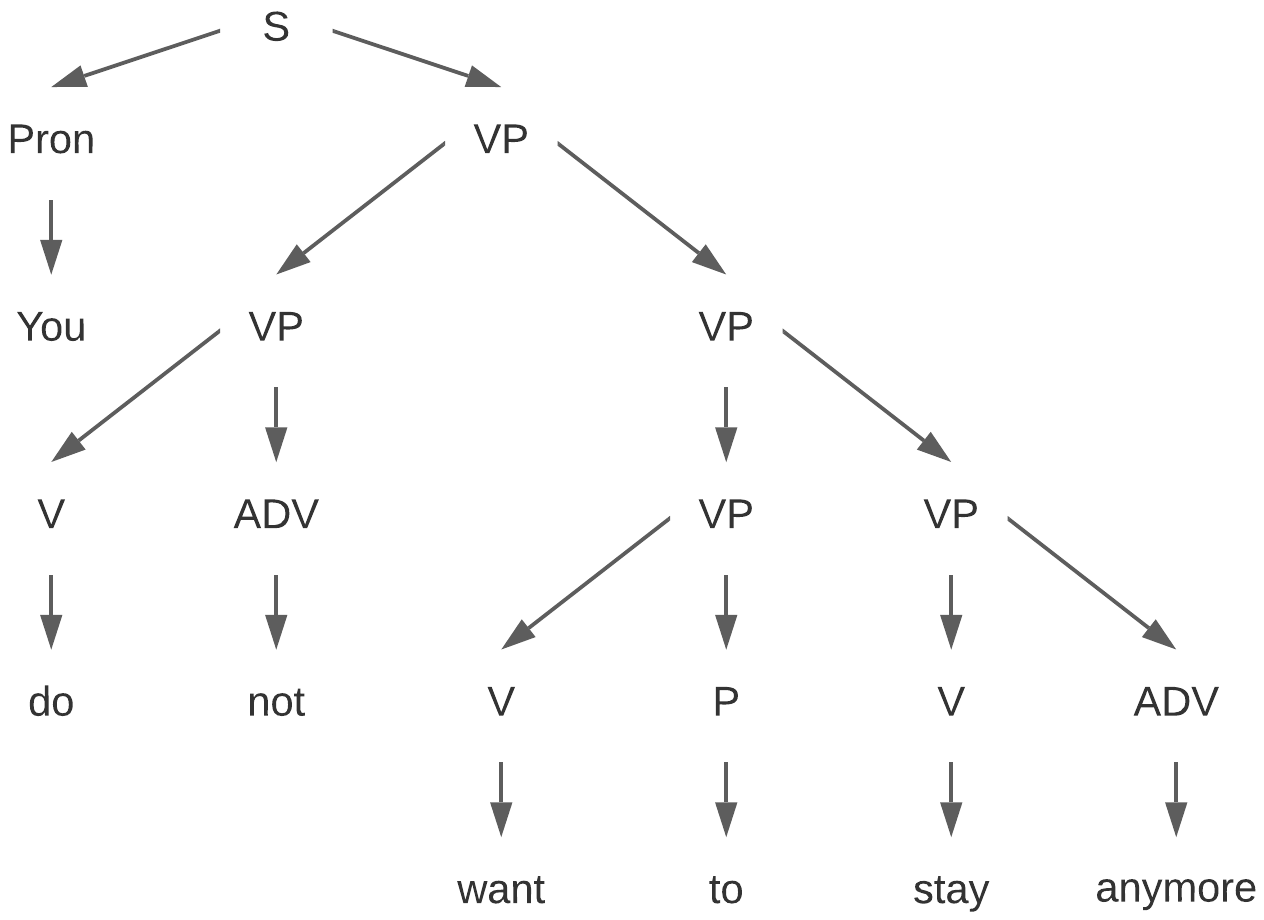 S
Pron VP
You VP VP
V ADV VP VP
do not V P V ADV
want to stay anymore